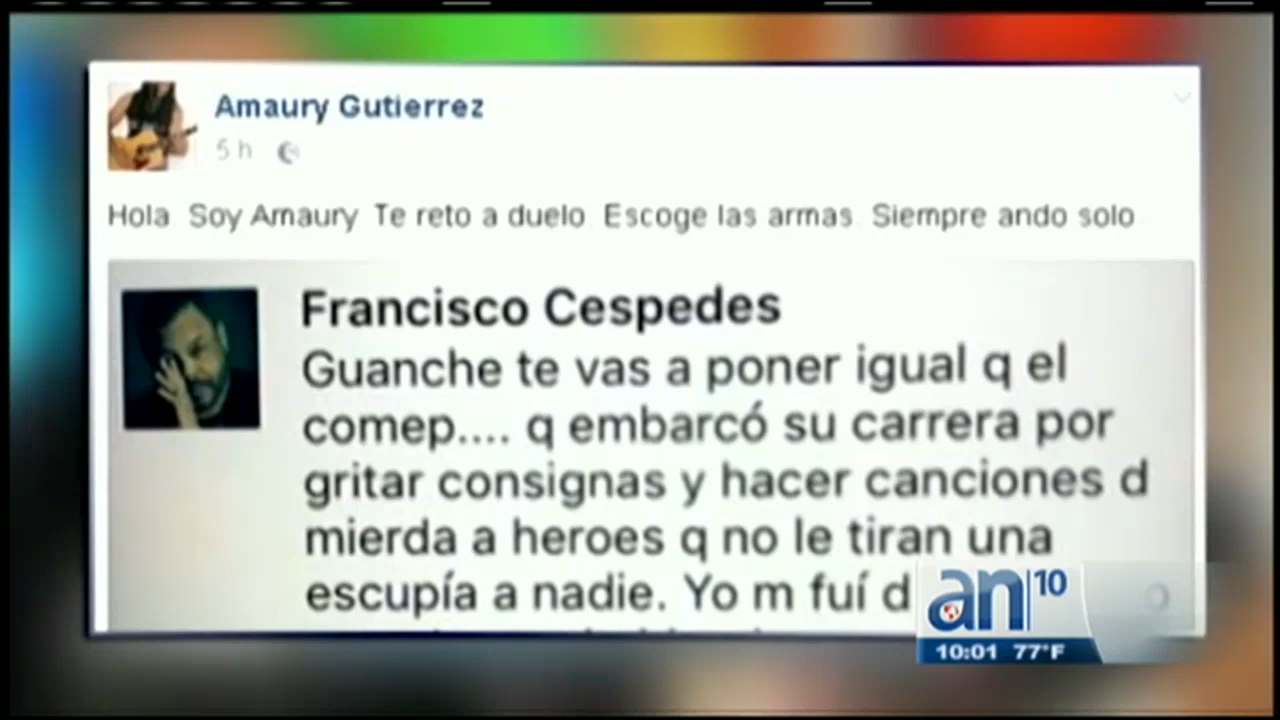 Amaury Gutierrez
5 h
Hola Soy Amaury Te reto a duelo Escoge las armas Siempre ando solo
Francisco Cespedes
Guanche te vas a poner igual q el
comep.... q embarcó su carrera por
gritar consignas y hacer canciones d
mierda a heroes q no le tiran una
escupía a nadie. Yo m fuí d
an 10
10:01 77°F